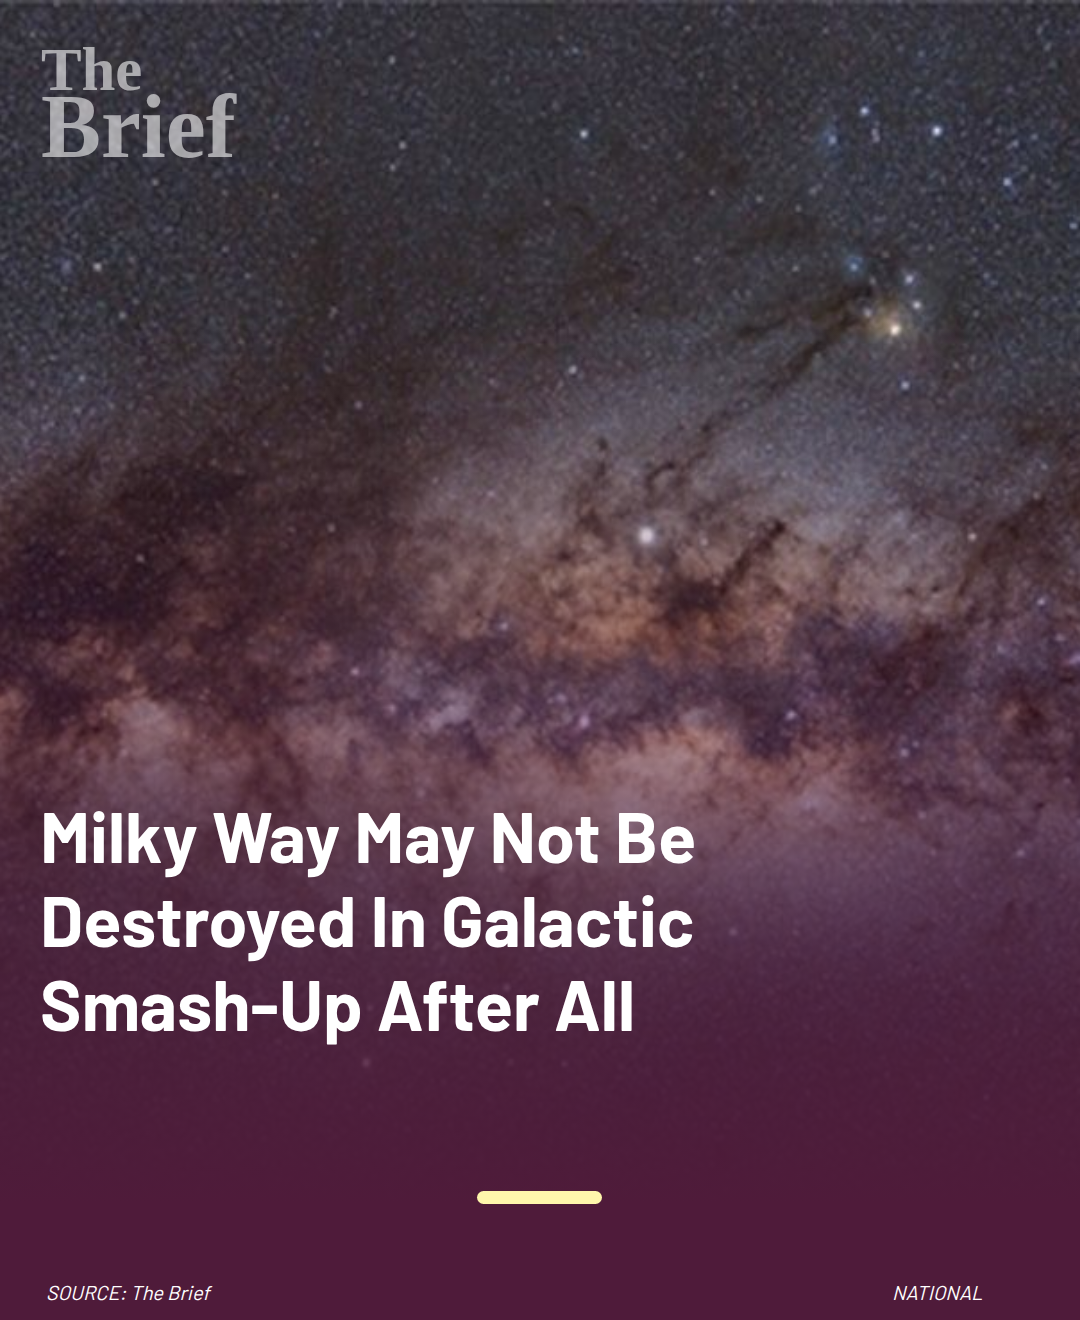 The
Brief
Milky Way May Not Be
Destroyed In Galactic
Smash-Up After All
SOURCE: The Brief
NATIONAL